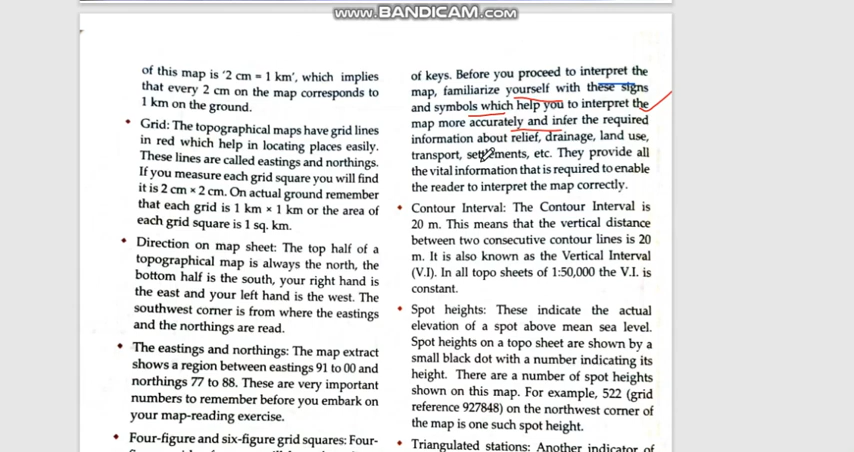 www.BANDICAM.com
of this map is '2 cm = 1 km', which implies
that every 2 cm on the map corresponds to
1 km on the ground.
• Grid: The topographical maps have grid lines
in red which help in locating places easily.
These lines are called eastings and northings.
If you measure each grid square you will find
it is 2 cm × 2 cm. On actual ground remember
that each grid is 1 km × 1 km or the area of
each grid square is 1 sq. km.
• Direction on map sheet: The top half of a
topographical map is always the north, the
bottom half is the south, your right hand is
the east and your left hand is the west. The
southwest corner is from where the eastings
and the northings are read.
• The eastings and northings: The map extract
shows a region between eastings 91 to 00 and
northings 77 to 88. These are very important
numbers to remember before you embark on
your map-reading exercise.
• Four-figure and six-figure grid squares: Four-
of keys. Before you proceed to interpret the
map, familiarize yourself with these signs
and symbols which help you to interpret the
map more accurately and infer the required
information about relief, drainage, land use,
transport, settlements, etc. They provide all
the vital information that is required to enable
the reader to interpret the map correctly.
• Contour Interval: The Contour Interval is
20 m. This means that the vertical distance
between two consecutive contour lines is 20
m. It is also known as the Vertical Interval
(V.I). In all topo sheets of 1:50,000 the V.I. is
constant.
• Spot heights: These indicate the actual
elevation of a spot above mean sea level.
Spot heights on a topo sheet are shown by a
small black dot with a number indicating its
height. There are a number of spot heights
shown on this map. For example, 522 (grid
reference 927848) on the northwest corner of
the map is one such spot height.
• Triangulated stations: Another indicator of